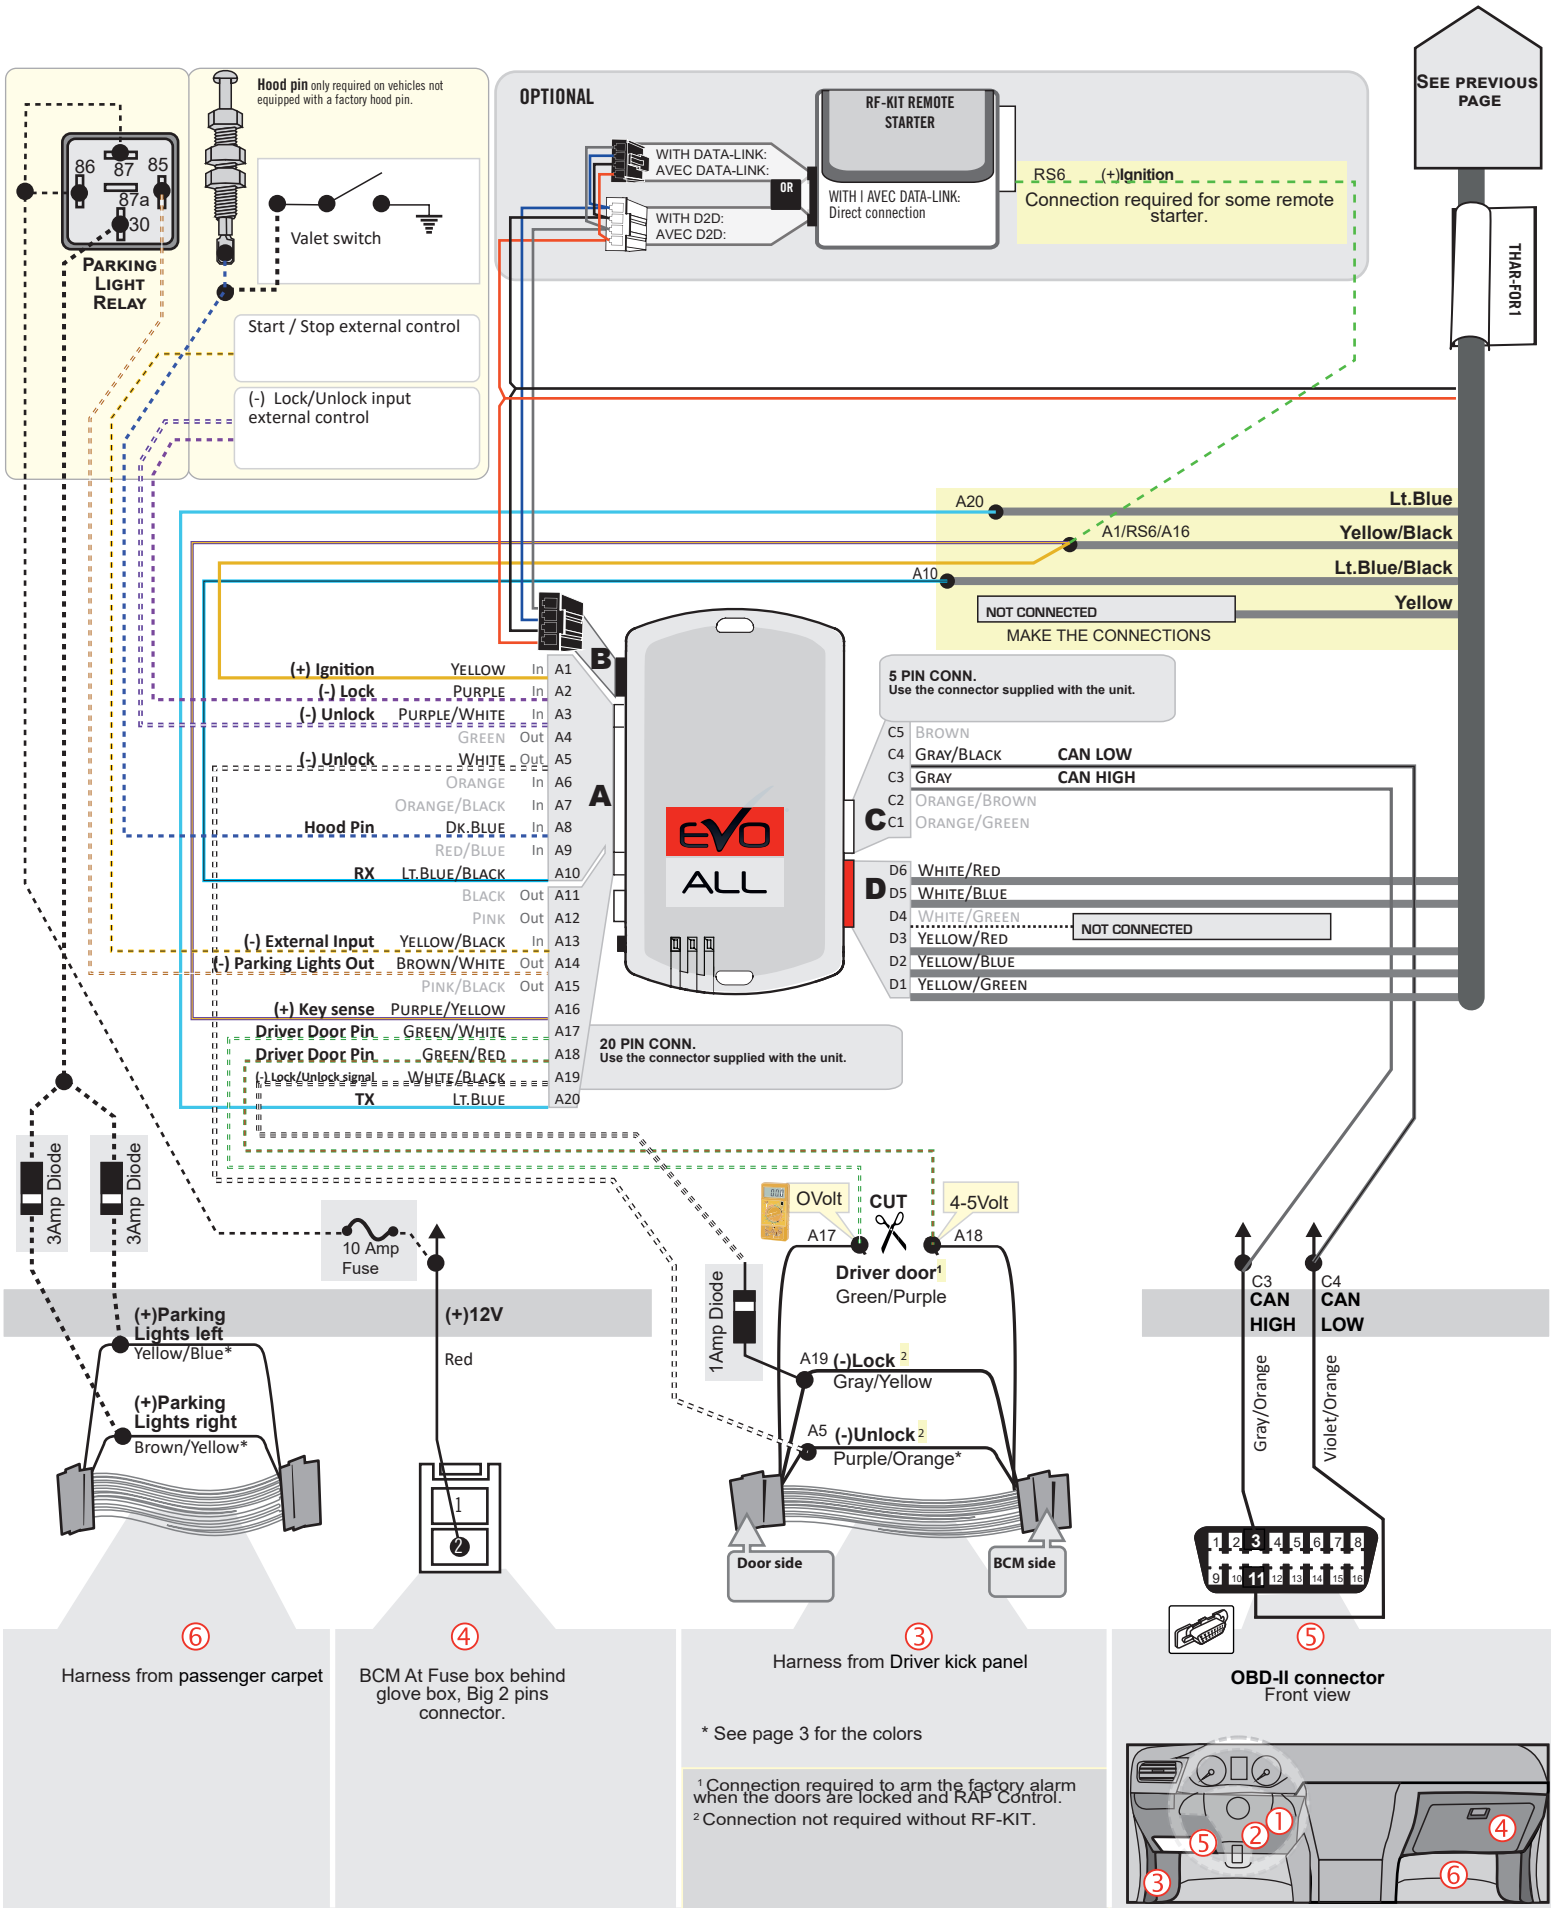 SEE PREVIOUS
PAGE
THAR-FOR1
86
87
85
87a
30
PARKING
LIGHT
RELAY
Hood pin only required on vehicles not
equipped with a factory hood pin.
Valet switch
Start / Stop external control
(-) Lock/Unlock input
external control
OPTIONAL
WITH DATA-LINK:
AVEC DATA-LINK:
OR
WITH D2D:
AVEC D2D:
RF-KIT REMOTE
STARTER
WITH | AVEC DATA-LINK:
Direct connection
RS6 (+)Ignition
Connection required for some remote
starter.
A20 Lt.Blue
A1/RS6/A16 Yellow/Black
A10 Lt.Blue/Black
Yellow
NOT CONNECTED
MAKE THE CONNECTIONS
B
A
(+) Ignition YELLOW In A1
(-) Lock PURPLE In A2
(-) Unlock PURPLE/WHITE In A3
GREEN Out A4
(-) Unlock WHITE Out A5
ORANGE In A6
ORANGE/BLACK In A7
Hood Pin DK.BLUE In A8
RED/BLUE In A9
RX LT.BLUE/BLACK A10
BLACK Out A11
PINK Out A12
(-) External Input YELLOW/BLACK In A13
(-) Parking Lights Out BROWN/WHITE Out A14
PINK/BLACK Out A15
(+) Key sense PURPLE/YELLOW A16
Driver Door Pin GREEN/WHITE A17
Driver Door Pin GREEN/RED A18
(-) Lock/Unlock signal WHITE/BLACK A19
TX LT.BLUE A20
EVO
ALL
20 PIN CONN.
Use the connector supplied with the unit.
5 PIN CONN.
Use the connector supplied with the unit.
C
C5 BROWN
C4 GRAY/BLACK CAN LOW
C3 GRAY CAN HIGH
C2 ORANGE/BROWN
C1 ORANGE/GREEN
D
D6 WHITE/RED
D5 WHITE/BLUE
D4 WHITE/GREEN
NOT CONNECTED
D3 YELLOW/RED
D2 YELLOW/BLUE
D1 YELLOW/GREEN
3Amp Diode
3Amp Diode
10 Amp
Fuse
(+)Parking
Lights left
Yellow/Blue*
(+)Parking
Lights right
Brown/Yellow*
(+)12V
Red
1
2
1Amp Diode
0.00
OVolt
CUT
4-5Volt
A17
A18
Driver door1
Green/Purple
A19 (-)Lock 2
Gray/Yellow
A5 (-)Unlock 2
Purple/Orange*
Door side
BCM side
C3
CAN
HIGH
C4
CAN
LOW
Gray/Orange
Violet/Orange
1 2 3 4 5 6 7 8
9 10 11 12 13 14 15 16
6
Harness from passenger carpet
4
BCM At Fuse box behind
glove box, Big 2 pins
connector.
3
Harness from Driver kick panel
* See page 3 for the colors
1 Connection required to arm the factory alarm
when the doors are locked and RAP Control.
2 Connection not required without RF-KIT.
5
OBD-II connector
Front view
1
2
5
3
4
6